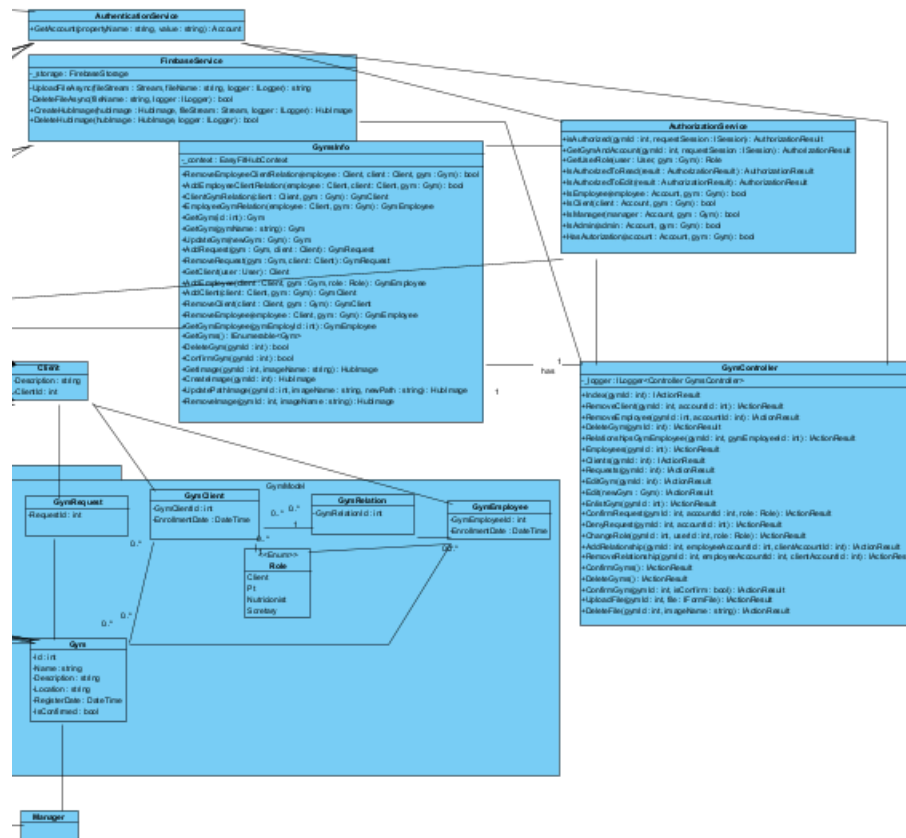 AuthenticationService
+GetAccount(propertyName : string, value : string) : Account
FirebaseService
-_storage : FirebaseStorage
-UploadFileAsync(fileStream : Stream, fileName : string, logger : ILogger) : string
-DeleteFileAsync(fileName : string, logger : ILogger) : bool
+CreateHubImage(hubImage : HubImage, fileStream : Stream, logger : ILogger) : HubImage
+DeleteHubImage(hubImage : HubImage, logger : ILogger) : bool
GymsInfo
-_context : EasyFitHubContext
+RemoveEmployeeClientRelation(employee : Client, client : Client, gym : Gym) : bool
+AddEmployeeClientRelation(employee : Client, client : Client, gym : Gym) : bool
+ClientGymRelation(client : Client, gym : Gym) : GymClient
+EmployeeGymRelation(employee : Client, gym : Gym) : GymEmployee
+GetGym(id : int) : Gym
+GetGym(gymName : string) : Gym
+UpdateGym(newGym : Gym) : Gym
+AddRequest(gym : Gym, client : Client) : GymRequest
+RemoveRequest(gym : Gym, client : Client) : GymRequest
+GetClient(user : User) : Client
+AddEmployee(client : Client, gym : Gym, role : Role) : GymEmployee
+AddClient(client : Client, gym : Gym) : GymClient
+RemoveClient(client : Client, gym : Gym) : GymClient
+RemoveEmployee(employee : Client, gym : Gym) : GymEmployee
+GetGymEmployee(gymEmployId : int) : GymEmployee
+GetGyms() : IEnumerable<Gym>
+DeleteGym(gymId : int) : bool
+ConfirmGym(gymId : int) : bool
+GetImage(gymId : int, imageName : string) : HubImage
+CreateImage(gymId : int) : HubImage
+UpdatePathImage(gymId : int, imageName : string, newPath : string) : HubImage
+RemoveImage(gymId : int, imageName : string) : HubImage
AuthorizationService
+isAuthorized(gymId : int, requestSession : ISession) : AuthorizationResult
+GetGymAndAccount(gymId : int, requestSession : ISession) : AuthorizationResult
+GetUserRole(user : User, gym : Gym) : Role
+IsAuthorizedToRead(result : AuthorizationResult) : AuthorizationResult
+IsAuthorizedToEdit(result : AuthorizationResult) : AuthorizationResult
+IsEmployee(employee : Account, gym : Gym) : bool
+IsClient(client : Account, gym : Gym) : bool
+IsManager(manager : Account, gym : Gym) : bool
+IsAdmin(admin : Account, gym : Gym) : bool
+HasAutorization(account : Account, gym : Gym) : bool
1
has
1
GymController
-_logger : ILogger<Controller GymsController>
+Index(gymId : int) : IActionResult
+RemoveClient(gymId : int, accountId : int) : IActionResult
+RemoveEmployee(gymId : int, accountId : int) : IActionResult
+DeleteGym(gymId : int) : IActionResult
+RelationshipsGymEmployee(gymId : int, gymEmployeeId : int) : IActionResult
+Employees(gymId : int) : IActionResult
+Clients(gymId : int) : IActionResult
+Requests(gymId : int) : IActionResult
+EditGym(gymId : int) : IActionResult
+Edit(newGym : Gym) : IActionResult
+EnlistGym(gymId : int) : IActionResult
+ConfirmRequest(gymId : int, accountId : int, role : Role) : IActionResult
+DenyRequest(gymId : int, accountId : int) : IActionResult
+ChangeRole(gymId : int, userId : int, role : Role) : IActionResult
+AddRelationship(gymId : int, employeeAccountId : int, clientAccountId : int) : IActionResult
+RemoveRelationship(gymId : int, employeeAccountId : int, clientAccountId : int) : IActionRes
+ConfirmGyms() : IActionResult
+DeleteGyms() : IActionResult
+ConfirmGym(gymId : int, isConfirm : bool) : IActionResult
+UploadFile(gymId : int, file : IFormFile) : IActionResult
+DeleteFile(gymId : int, imageName : string) : IActionResult
Client
-Description : string
-ClientId : int
GymModel
GymRequest
-RequestId : int
GymClient
-GymClientId : int
-EnrollmentDate : DateTime
GymRelation
-GymRelationId : int
GymEmployee
-GymEmployeeId : int
-EnrollmentDate : DateTime
0..*
0..*
1
0..*
0..*
<<Enum>>
Role
Client
Pt
Nutricionist
Scretary
0..*
0..*
0..*
Gym
-Id : int
-Name : string
-Description : string
-Location : string
-RegisterDate : DateTime
-IsConfirmed : bool
Manager